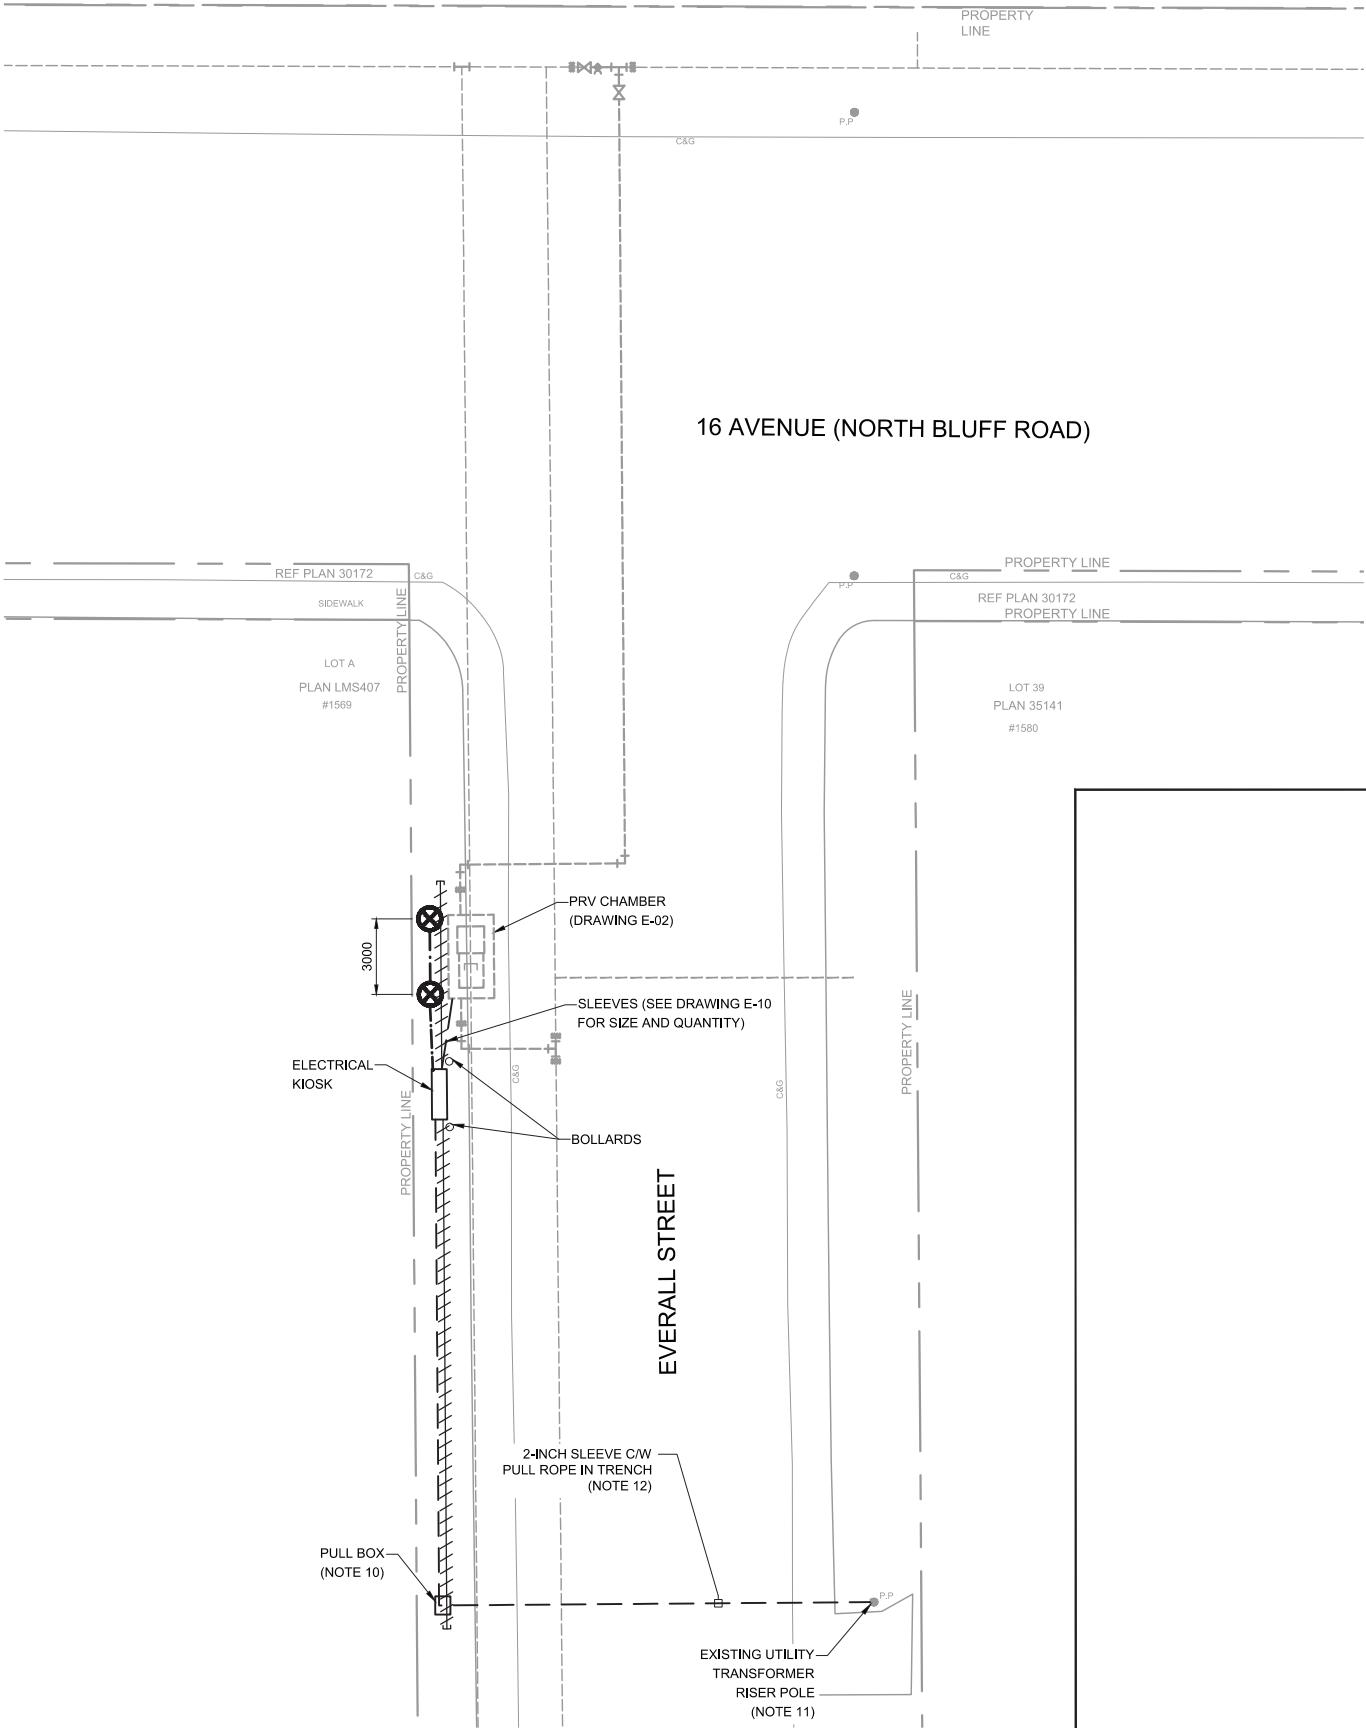 PROPERTY
LINE
P.P
C&G
16 AVENUE (NORTH BLUFF ROAD)
REF PLAN 30172
C&G
SIDEWALK
PROPERTY LINE
LOT A
PLAN LMS407
#1569
P.P
C&G
PROPERTY LINE
REF PLAN 30172
PROPERTY LINE
LOT 39
PLAN 35141
#1580
PRV CHAMBER
(DRAWING E-02)
3000
SLEEVES (SEE DRAWING E-10
FOR SIZE AND QUANTITY)
ELECTRICAL
KIOSK
C&G
C&G
PROPERTY LINE
PROPERTY LINE
BOLLARDS
EVERALL STREET
2-INCH SLEEVE C/W
PULL ROPE IN TRENCH
(NOTE 12)
PULL BOX
(NOTE 10)
P.P
EXISTING UTILITY
TRANSFORMER
RISER POLE
(NOTE 11)